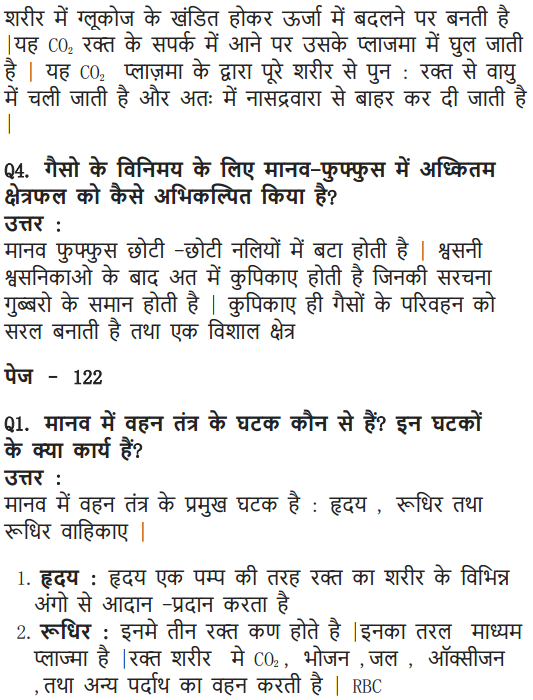 शरीर में ग्लूकोज के खंडित होकर ऊर्जा में बदलने पर बनती है
|यह CO₂ रक्त के सपर्क में आने पर उसके प्लाजमा में घुल जाती
है | यह CO₂ प्लाज़मा के द्वारा पूरे शरीर से पुन : रक्त से वायु
में चली जाती है और अतः में नासद्रवारा से बाहर कर दी जाती है
|
Q4. गैसो के विनिमय के लिए मानव-फुफ्फुस में अध्कितम
क्षेत्रफल को कैसे अभिकल्पित किया है?
उत्तर :
मानव फुफ्फुस छोटी -छोटी नलियों में बटा होती है | श्वसनी
श्वसनिकाओ के बाद अत में कुपिकाए होती है जिनकी सरचना
गुब्बरो के समान होती है | कुपिकाए ही गैसों के परिवहन को
सरल बनाती है तथा एक विशाल क्षेत्र
पेज - 122
Q1. मानव में वहन तंत्र के घटक कौन से हैं? इन घटकों
के क्या कार्य हैं?
उत्तर :
मानव में वहन तंत्र के प्रमुख घटक है : हृदय , रूधिर तथा
रूधिर वाहिकाए |
1. हृदय : हृदय एक पम्प की तरह रक्त का शरीर के विभिन्न
अंगो से आदान -प्रदान करता है
2. रूधिर : इनमे तीन रक्त कण होते है |इनका तरल माध्यम
प्लाज्मा है |रक्त शरीर मे CO₂ , भोजन ,जल , ऑक्सीजन
,तथा अन्य पर्दाथ का वहन करती है | RBC